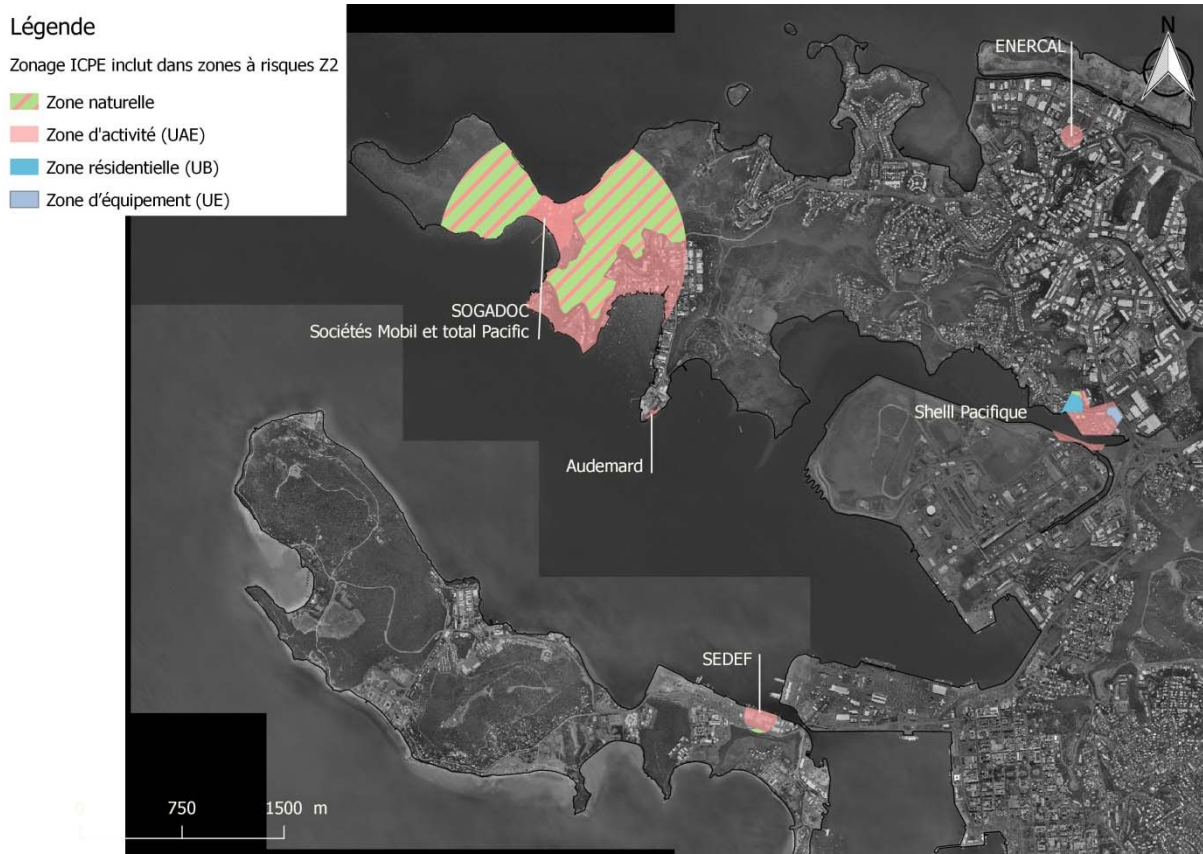 Légende
Zonage ICPE inclut dans zones à risques Z2
Zone naturelle
Zone d'activité (UAE)
Zone résidentielle (UB)
Zone d'équipement (UE)
ENERCAL
N
SOGADOC
Sociétés Mobil et total Pacific
Shelll Pacifique
Audemard
SEDEF
0 750 1500 m